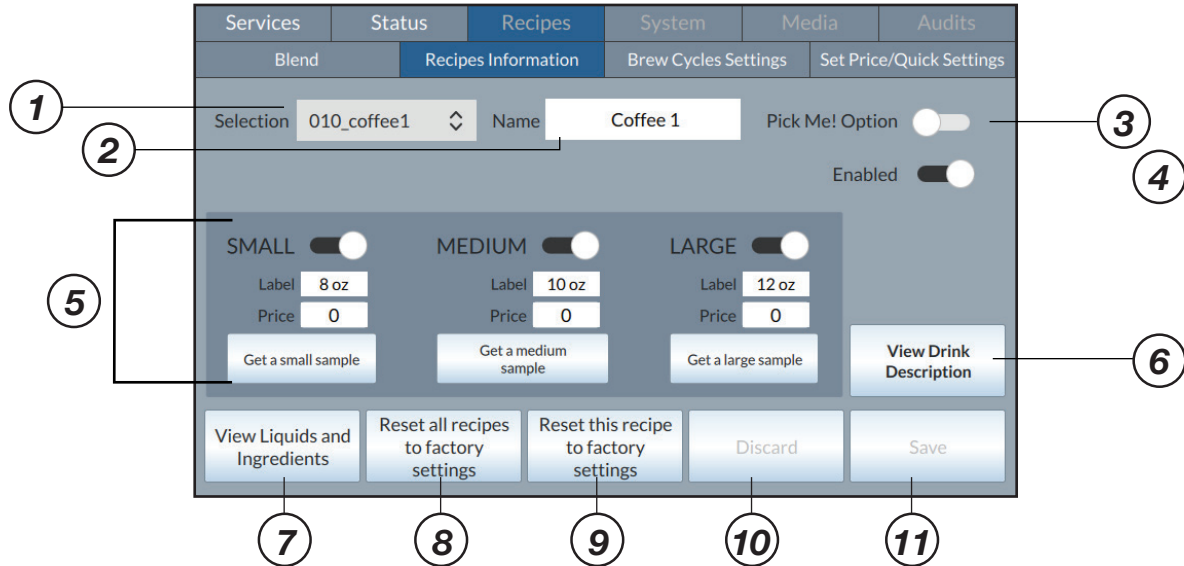 Services Status Recipes System Media Audits
Blend Recipes Information Brew Cycles Settings Set Price/Quick Settings
1
Selection 010_coffee1 Name Coffee 1 Pick Me! Option
3
2
Enabled
4
SMALL MEDIUM LARGE
Label 8 oz Label 10 oz Label 12 oz
5
Price 0 Price 0 Price 0
Get a small sample
Get a medium
sample
Get a large sample
View Drink
Description
6
View Liquids and
Ingredients
Reset all recipes
to factory
settings
Reset this recipe
to factory
settings
Discard
Save
7 8 9 10 11